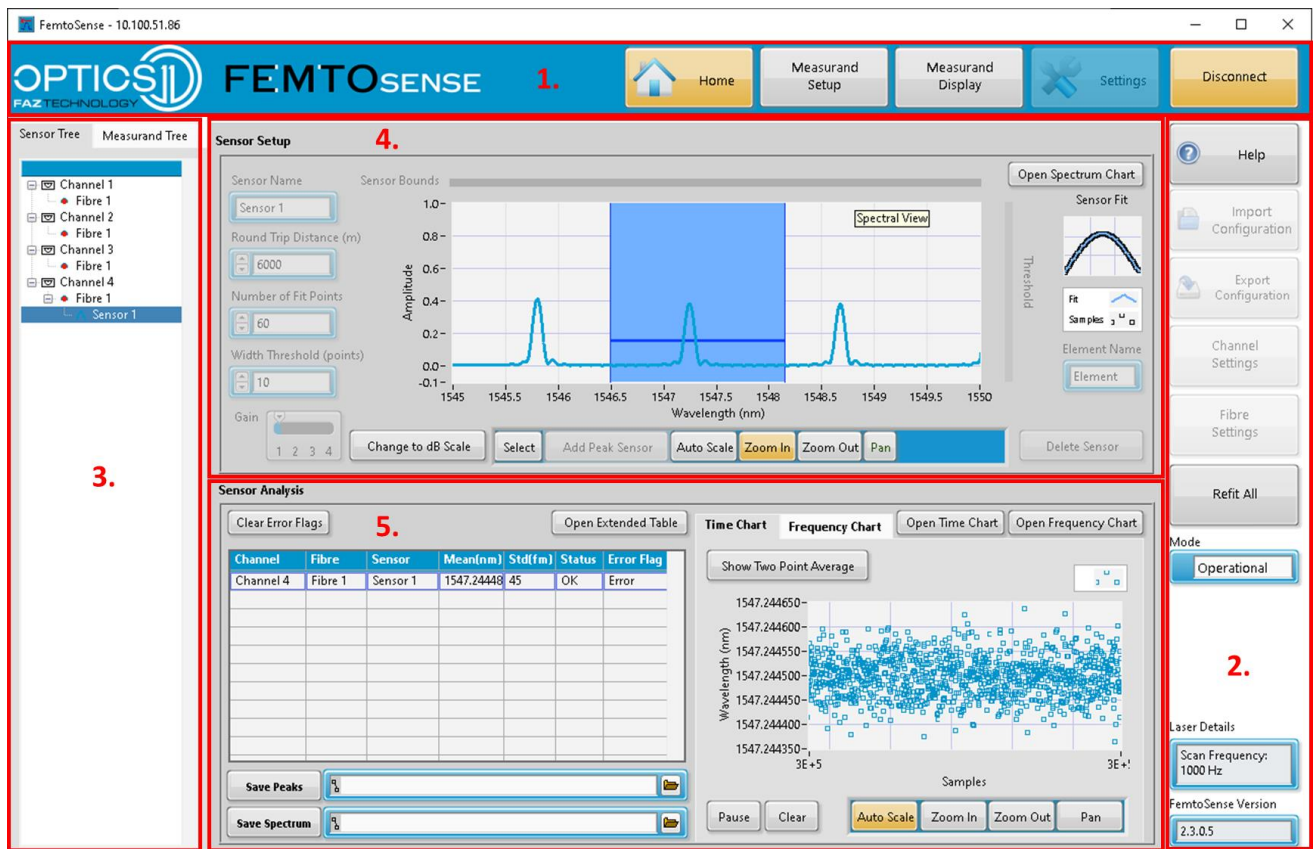 FemtoSense - 10.100.51.86
OPTICS11
FAZTECHNOLOGY
FEMTOSENSE
1.
Home
Measurand
Setup
Measurand
Display
Settings
Disconnect
Sensor Tree
Measurand Tree
Channel 1
Fibre 1
Channel 2
Fibre 1
Channel 3
Fibre 1
Channel 4
Fibre 1
Sensor 1
3.
Sensor Setup
4.
Sensor Name
Sensor 1
Round Trip Distance (m)
6000
Number of Fit Points
60
Width Threshold (points)
10
Gain
1 2 3 4
Sensor Bounds
Open Spectrum Chart
Spectral View
Amplitude
1.0
0.8
0.6
0.4
0.2
0.0
-0.1
1545 1545.5 1546 1546.5 1547 1547.5 1548 1548.5 1549 1549.5 1550
Wavelength (nm)
Threshold
Sensor Fit
Fit
Samples
Element Name
Element
Change to dB Scale
Select
Add Peak Sensor
Auto Scale
Zoom In
Zoom Out
Pan
Delete Sensor
Sensor Analysis
Clear Error Flags
5.
Open Extended Table
Channel Fibre Sensor Mean(nm) Std(fm) Status Error Flag
Channel 4 Fibre 1 Sensor 1 1547.24448 45 OK Error
Save Peaks
Save Spectrum
Time Chart
Frequency Chart
Open Time Chart
Open Frequency Chart
Show Two Point Average
Wavelength (nm)
1547.244650
1547.244600
1547.244550
1547.244500
1547.244450
1547.244400
1547.244350
3E+5
3E+
Samples
Pause
Clear
Auto Scale
Zoom In
Zoom Out
Pan
Help
Import
Configuration
Export
Configuration
Channel
Settings
Fibre
Settings
Refit All
Mode
Operational
2.
Laser Details
Scan Frequency:
1000 Hz
FemtoSense Version
2.3.0.5